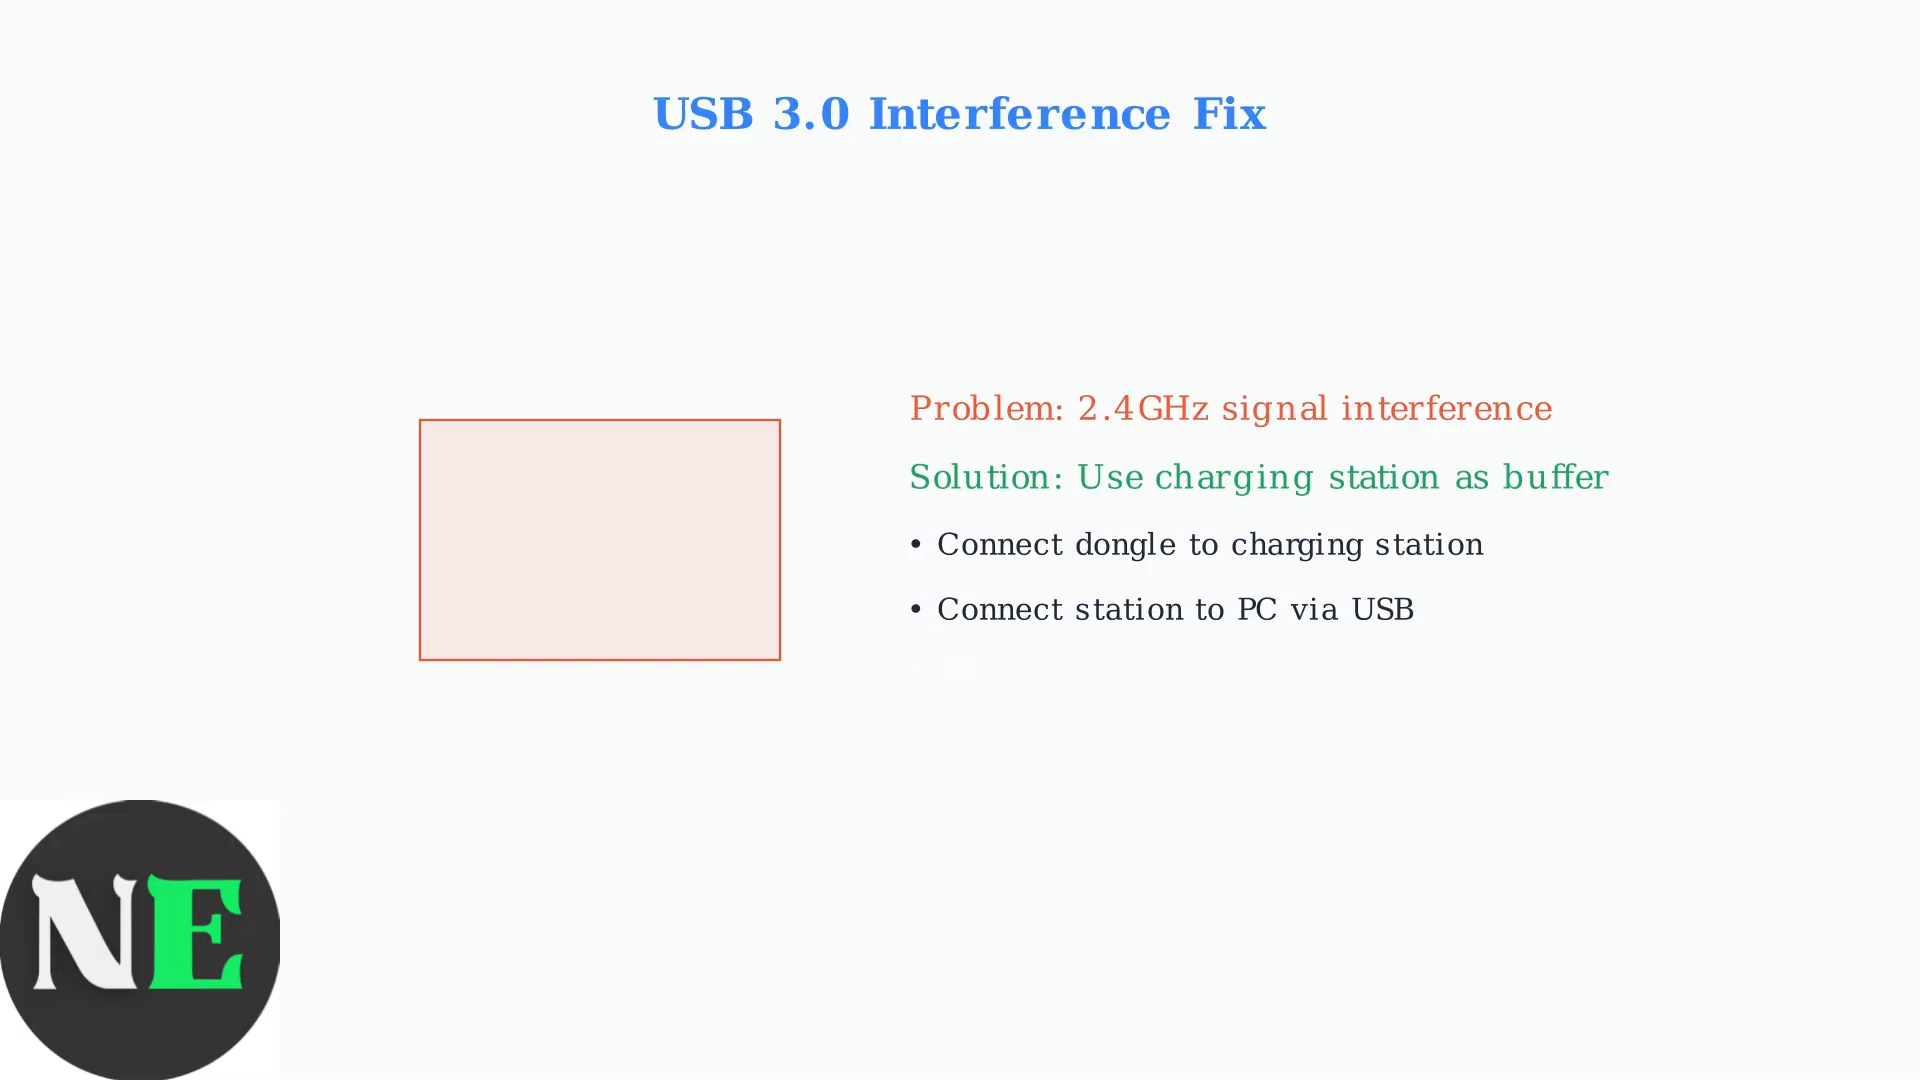 USB 3.0 Interference Fix
Problem: 2.4GHz signal interference
Solution: Use charging station as buffer
• Connect dongle to charging station
• Connect station to PC via USB
NE